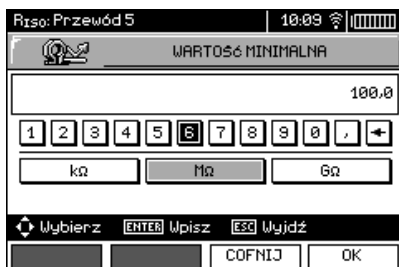 RISO: Przewód 5 10:09
WARTOŚĆ MINIMALNA
100,0
1 2 3 4 5 6 7 8 9 0 , ←
kΩ MΩ GΩ
Wybierz ENTER Wpisz ESC Wyjdź
COFNIJ OK